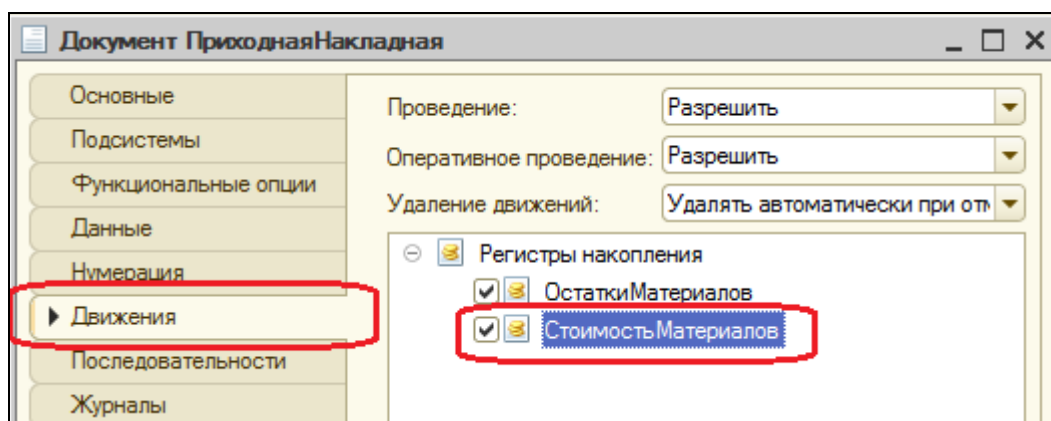 Документ ПриходнаяНакладная
Основные
Подсистемы
Функциональные опции
Данные
Нумерация
Движения
Последовательности
Журналы
Проведение: Разрешить
Оперативное проведение: Разрешить
Удаление движений: Удалять автоматически при
Регистры накопления
ОстаткиМатериалов
СтоимостьМатериалов